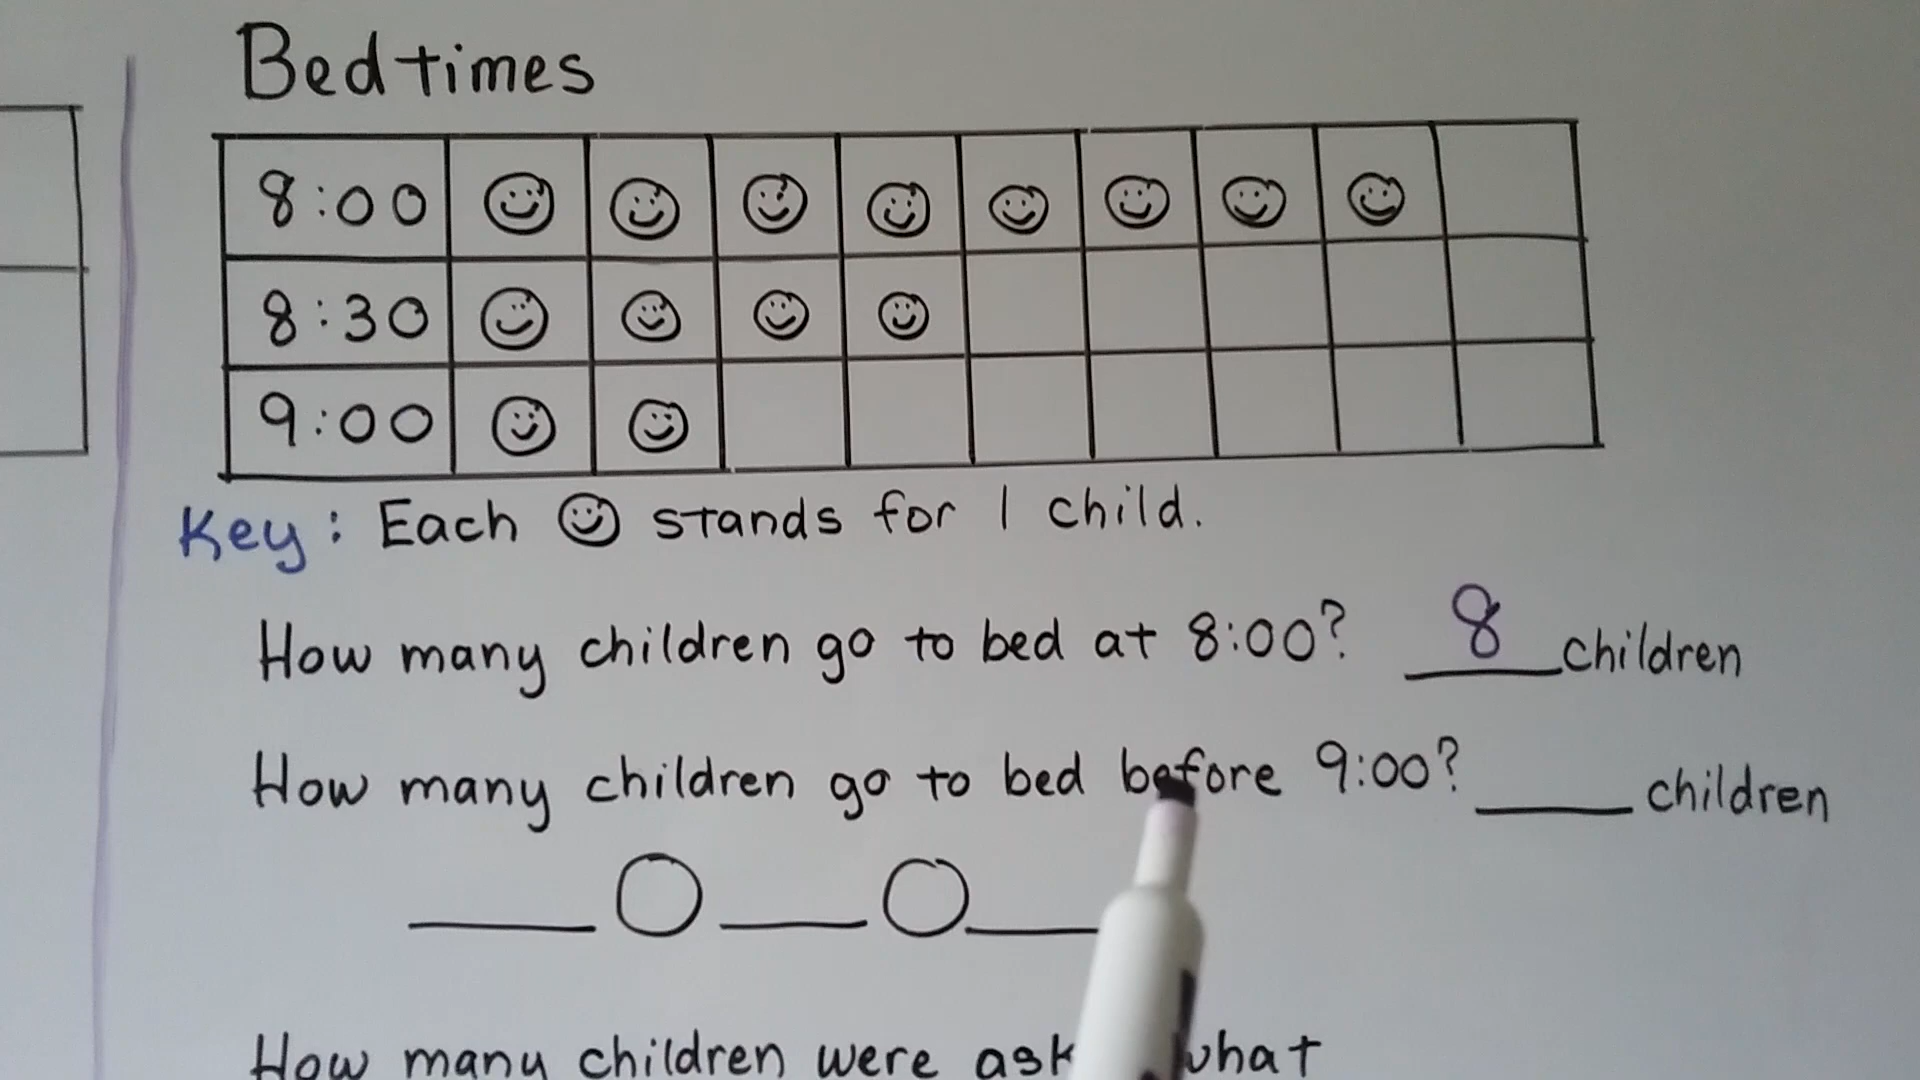 Bedtimes
8:00
8:30
9:00
Key: Each stands for 1 child.
How many children go to bed at 8:00? 8 children
How many children go to bed before 9:00? ___ children
How many children were what